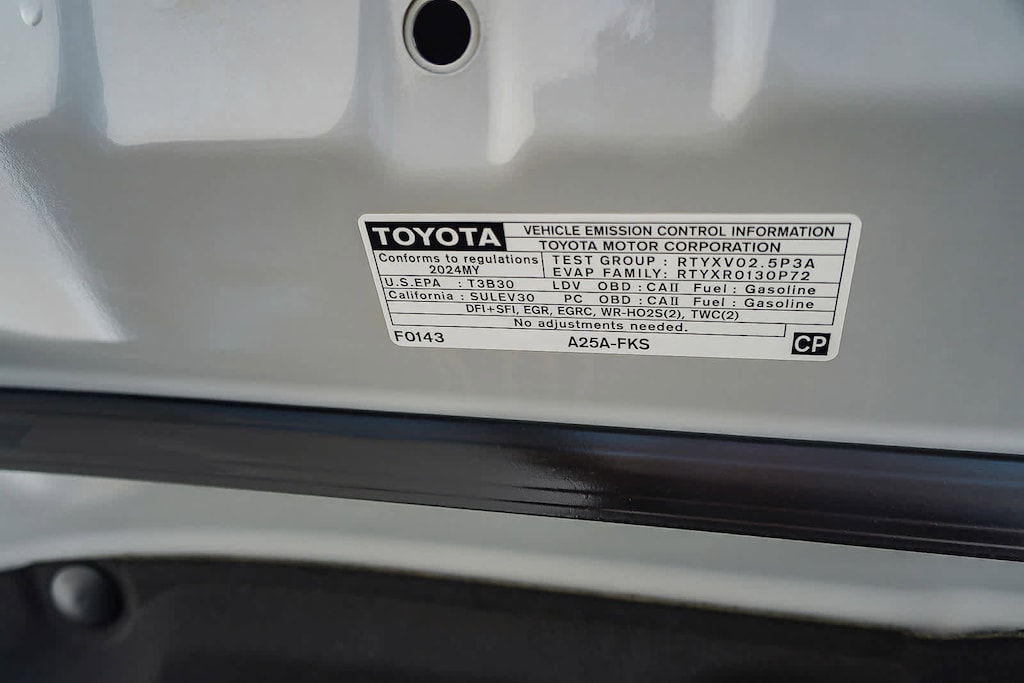 TOYOTA VEHICLE EMISSION CONTROL INFORMATION
TOYOTA MOTOR CORPORATION
Conforms to regulations
2024MY
TEST GROUP : RTYXV02.5P3A
EVAP FAMILY: RTYXR0130P72
U.S.EPA : T3B30 LDV OBD : CAII Fuel : Gasoline
California : SULEV30 PC OBD : CAII Fuel : Gasoline
DFI+SFI, EGR, EGRC, WR-HO2S(2), TWC(2)
No adjustments needed.
F0143 A25A-FKS CP